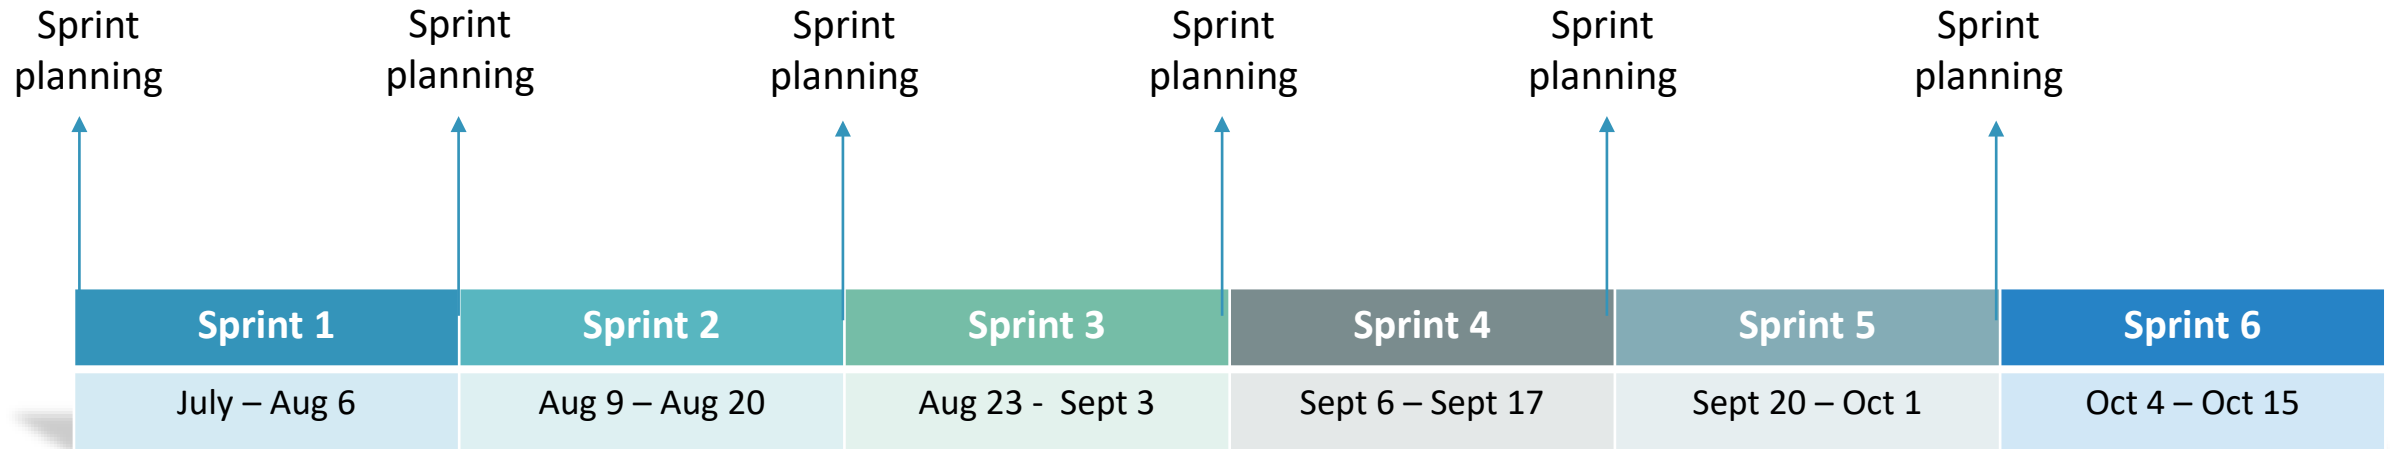 Sprint
planning
Sprint
planning
Sprint
planning
Sprint
planning
Sprint
planning
Sprint
planning
Sprint 1
Sprint 2
Sprint 3
Sprint 4
Sprint 5
Sprint 6
July – Aug 6
Aug 9 – Aug 20
Aug 23 -  Sept 3
Sept 6 – Sept 17
Sept 20 – Oct 1
Oct 4 – Oct 15